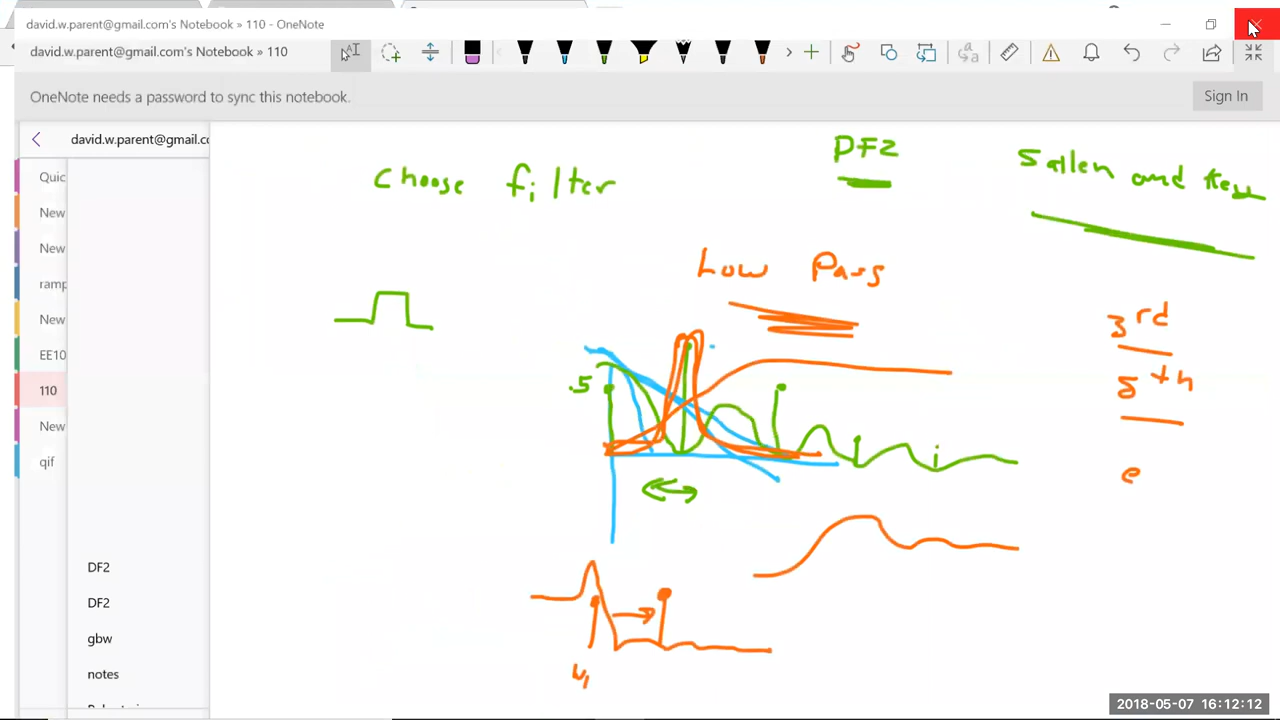 david.w.parent@gmail.com's Notebook » 110 - OneNote
david.w.parent@gmail.com's Notebook » 110
OneNote needs a password to sync this notebook.
Sign In
david.w.parent@gmail.co
Quic
New
New
ramp
New
EE10
110
New
qif
DF2
DF2
gbw
notes
Choose filter
DF2
Sallen and Key
Low Pass
3rd
5th
e
.5
W1
2018-05-07 16:12:12